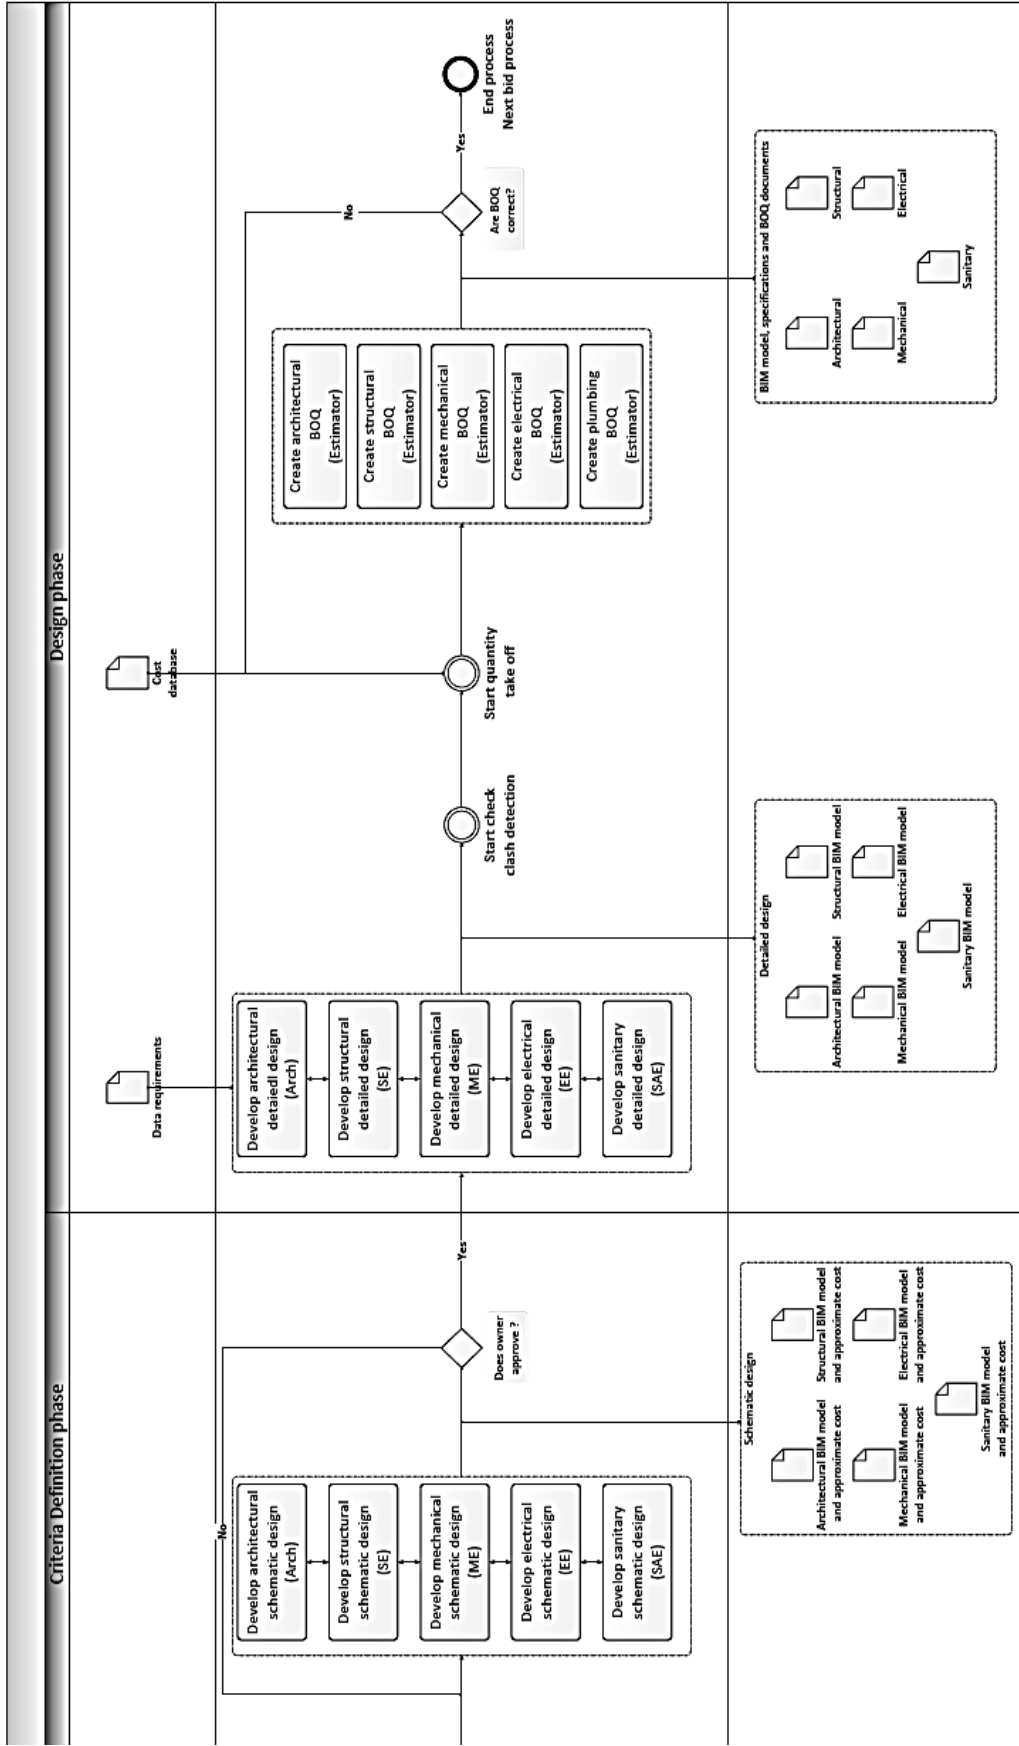 Criteria Definition phase
Design phase
Data requirements
Cost
database
No
Develop architectural
schematic design
(Arch)
Develop structural
schematic design
(SE)
Develop mechanical
schematic design
(ME)
Develop electrical
schematic design
(EE)
Develop sanitary
schematic design
(SAE)
Does owner
approve ?
Yes
Develop architectural
detaiedl design
(Arch)
Develop structural
detailed design
(SE)
Develop mechanical
detailed design
(ME)
Develop electrical
detailed design
(EE)
Develop sanitary
detailed design
(SAE)
Start check
clash detection
Start quantity
take off
Create architectural
BOQ
(Estimator)
Create structural
BOQ
(Estimator)
Create mechanical
BOQ
(Estimator)
Create electrical
BOQ
(Estimator)
Create plumbing
BOQ
(Estimator)
No
Are BOQ
correct?
Yes
End process
Next bid process
Schematic design
Architectural BIM model
and approximate cost
Structural BIM model
and approximate cost
Mechanical BIM model
and approximate cost
Electrical BIM model
and approximate cost
Sanitary BIM model
and approximate cost
Detailed design
Architectural BIM model
Structural BIM model
Mechanical BIM model
Electrical BIM model
Sanitary BIM model
BIM model, specifications and BOQ documents
Architectural
Structural
Mechanical
Electrical
Sanitary